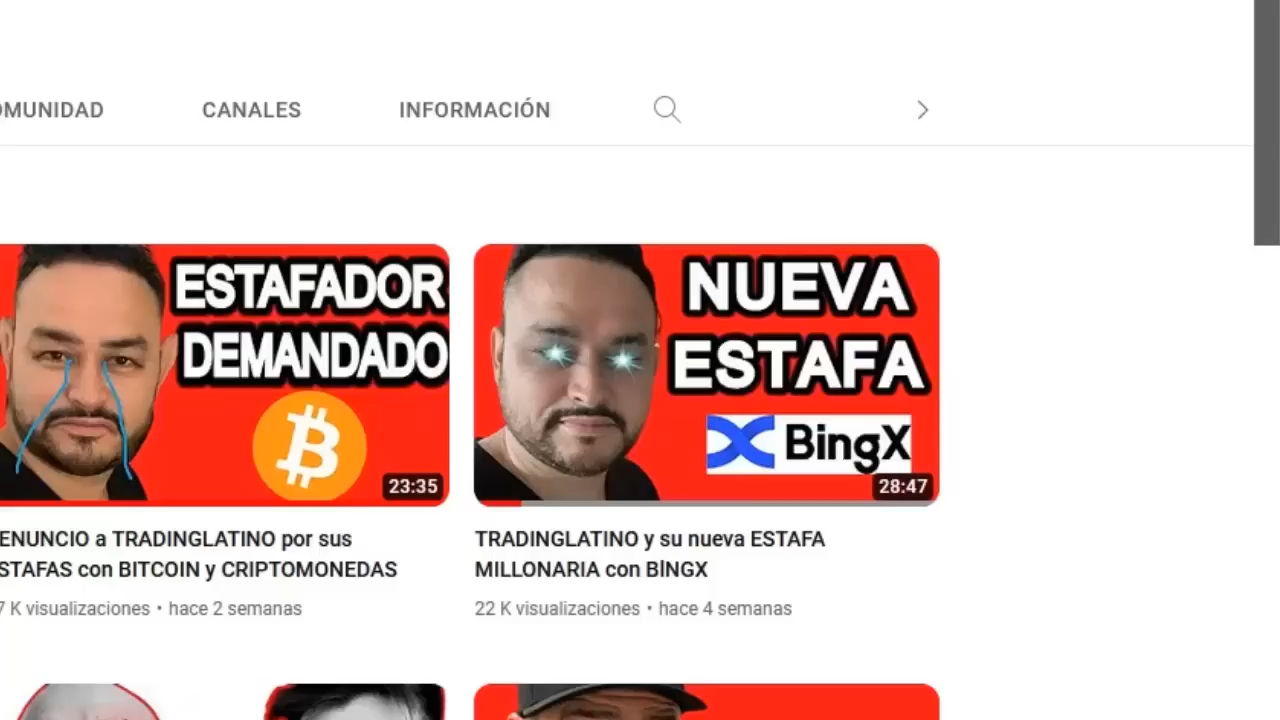 OMUNIDAD CANALES INFORMACIÓN
ESTAFADOR
DEMANDADO
23:35
NUEVA
ESTAFA
BingX
28:47
ENUNCIO a TRADINGLATINO por sus
STAFAS con BITCOIN y CRIPTOMONEDAS
7 K visualizaciones • hace 2 semanas
TRADINGLATINO y su nueva ESTAFA
MILLONARIA con BINGX
22 K visualizaciones • hace 4 semanas